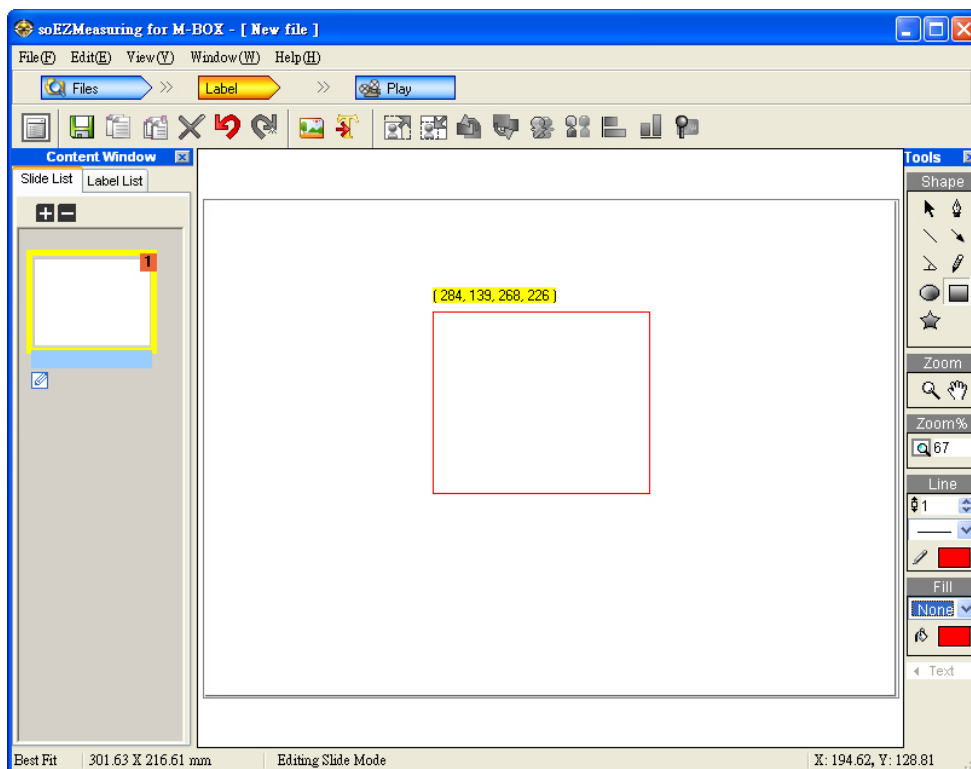 soEZMeasuring for M-BOX - [ New file ]
File(F) Edit(E) View(V) Window(W) Help(H)
Files >> Label >> Play
Content Window
Slide List Label List
1
( 284, 139, 268, 226 )
Tools
Shape
Zoom
Zoom%
67
Line
1
Fill
None
Text
Best Fit 301.63 X 216.61 mm Editing Slide Mode X: 194.62, Y: 128.81